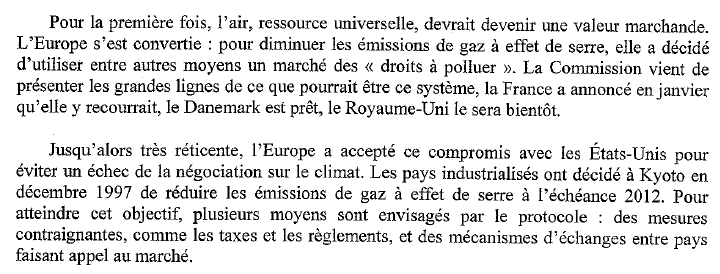 Pour la première fois, l'air, ressource universelle, devrait devenir une valeur marchande.
L'Europe s'est convertie : pour diminuer les émissions de gaz à effet de serre, elle a décidé
d'utiliser entre autres moyens un marché des « droits à polluer ». La Commission vient de
présenter les grandes lignes de ce que pourrait être ce système, la France a annoncé en janvier
qu'elle y recourrait, le Danemark est prêt, le Royaume-Uni le sera bientôt.
Jusqu'alors très réticente, l'Europe a accepté ce compromis avec les États-Unis pour
éviter un échec de la négociation sur le climat. Les pays industrialisés ont décidé à Kyoto en
décembre 1997 de réduire les émissions de gaz à effet de serre à l'échéance 2012. Pour
atteindre cet objectif, plusieurs moyens sont envisagés par le protocole : des mesures
contraignantes, comme les taxes et les règlements, et des mécanismes d'échanges entre pays
faisant appel au marché.